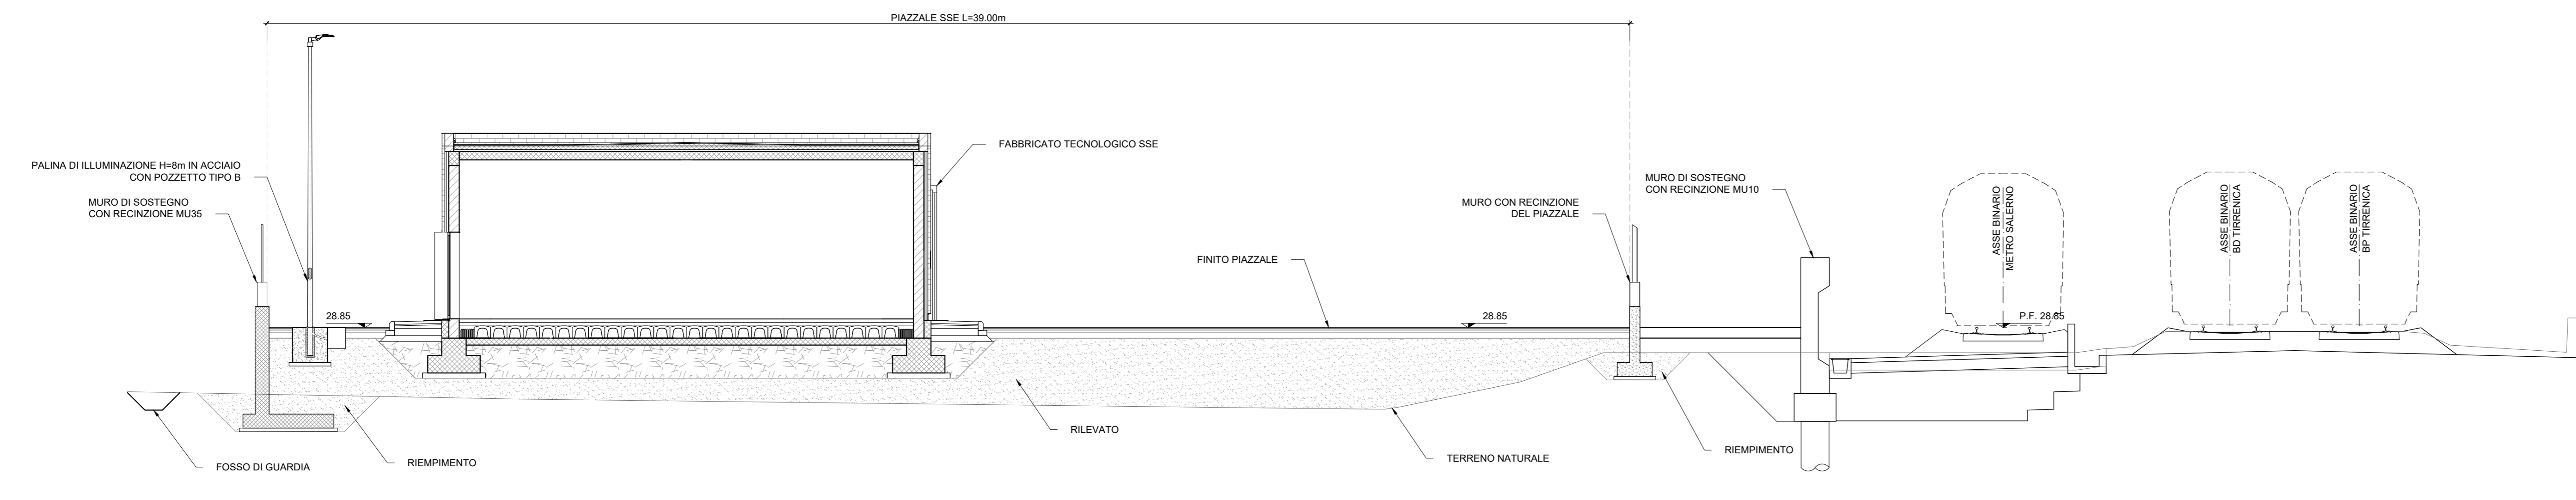 PIAZZALE SSE L=39.00m
PALINA DI ILLUMINAZIONE H=8m IN ACCIAIO
CON POZZETTO TIPO B
MURO DI SOSTEGNO
CON RECINZIONE MU35
28.85
FABBRICATO TECNOLOGICO SSE
FINITO PIAZZALE
28.85
MURO CON RECINZIONE
DEL PIAZZALE
MURO DI SOSTEGNO
CON RECINZIONE MU10
ASSE BINARIO
METRO SALERNO
P.F. 28.85
ASSE BINARIO
BD TIRRENICA
ASSE BINARIO
BP TIRRENICA
FOSSO DI GUARDIA
RIEMPIMENTO
RILEVATO
TERRENO NATURALE
RIEMPIMENTO